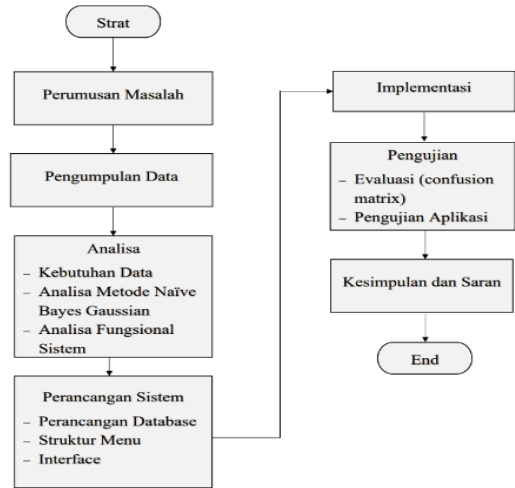 Strat
Perumusan Masalah
Pengumpulan Data
Analisa
– Kebutuhan Data
– Analisa Metode Naïve
Bayes Gaussian
– Analisa Fungsional
Sistem
Perancangan Sistem
– Perancangan Database
– Struktur Menu
– Interface
Implementasi
Pengujian
– Evaluasi (confusion
matrix)
– Pengujian Aplikasi
Kesimpulan dan Saran
End